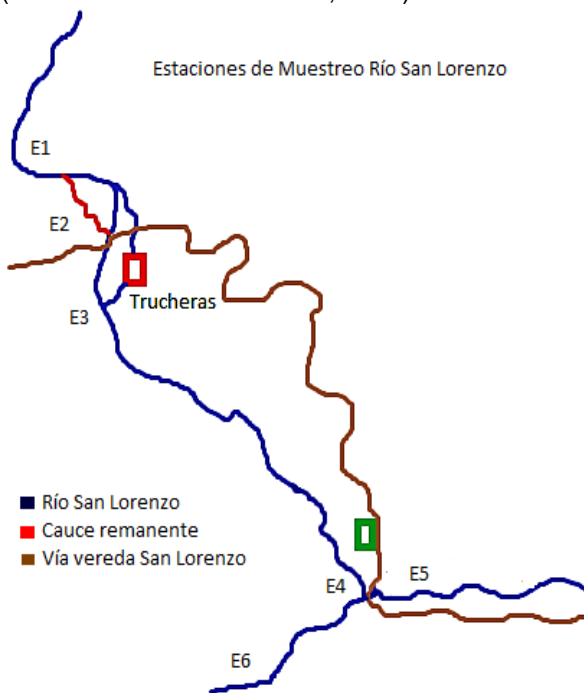 Estaciones de Muestreo Río San Lorenzo
E1
E2
Trucheras
E3
Río San Lorenzo
Cauce remanente
Vía vereda San Lorenzo
E4
E5
E6